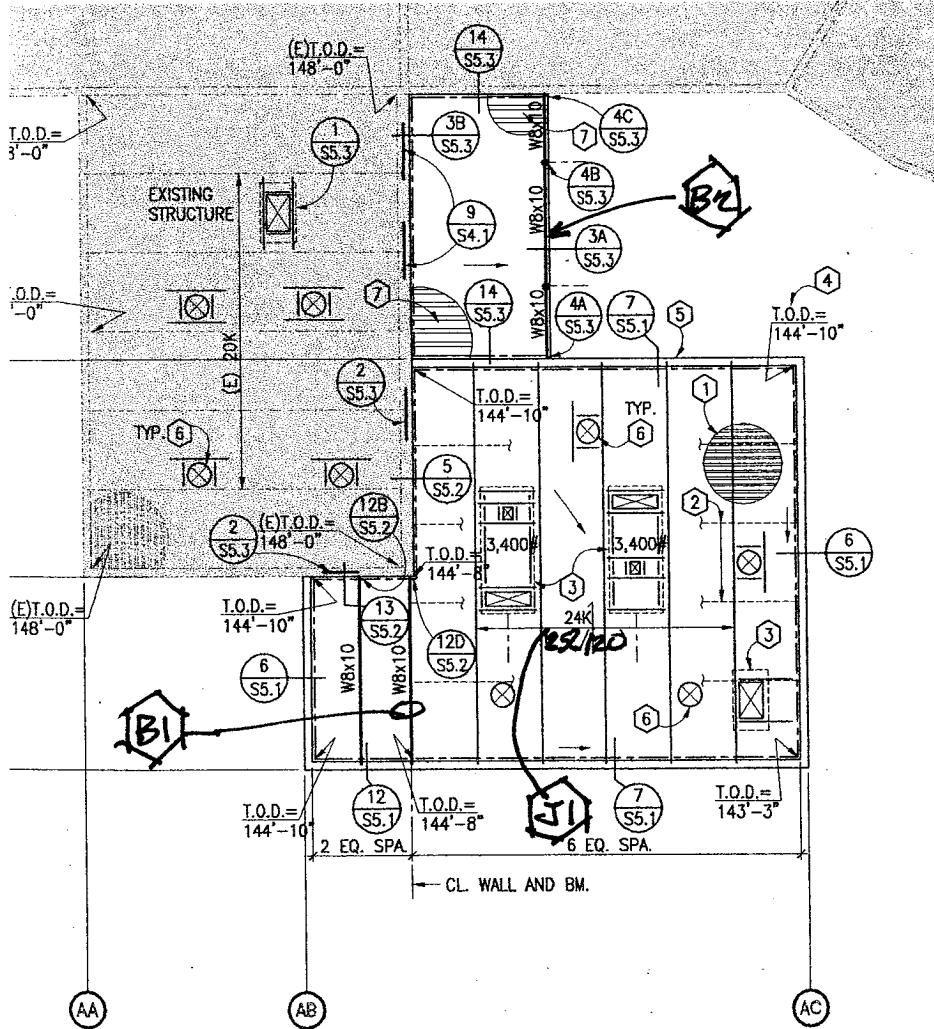 14
S5.3
(E)T.O.D.=
148'-0"
T.O.D.=
8'-0"
1
S5.3
3B
S5.3
7
W8x10
4C
S5.3
4B
S5.3
EXISTING
STRUCTURE
9
S4.1
W8x10
B2
3A
S5.3
T.O.D.=
'-0"
7
14
S5.3
W8x10
4A
S5.3
7
S5.1
5
4
T.O.D.=
144'-10"
(E) 20K
2
S5.3
T.O.D.=
144'-10"
TYP.
6
1
TYP.
6
5
S5.2
2
12B
S5.2
2
S5.3
(E)T.O.D.=
148'-0"
3,400#
3,400#
6
S5.1
T.O.D.=
144'-8"
3
(E)T.O.D.=
148'-0"
T.O.D.=
144'-10"
13
S5.2
24K
252/120
3
12D
S5.2
6
S5.1
W8x10
W8x10
6
B1
J1
T.O.D.=
144'-10"
12
S5.1
T.O.D.=
144'-8"
7
S5.1
T.O.D.=
143'-3"
2 EQ. SPA.
6 EQ. SPA.
CL. WALL AND BM.
AA
AB
AC